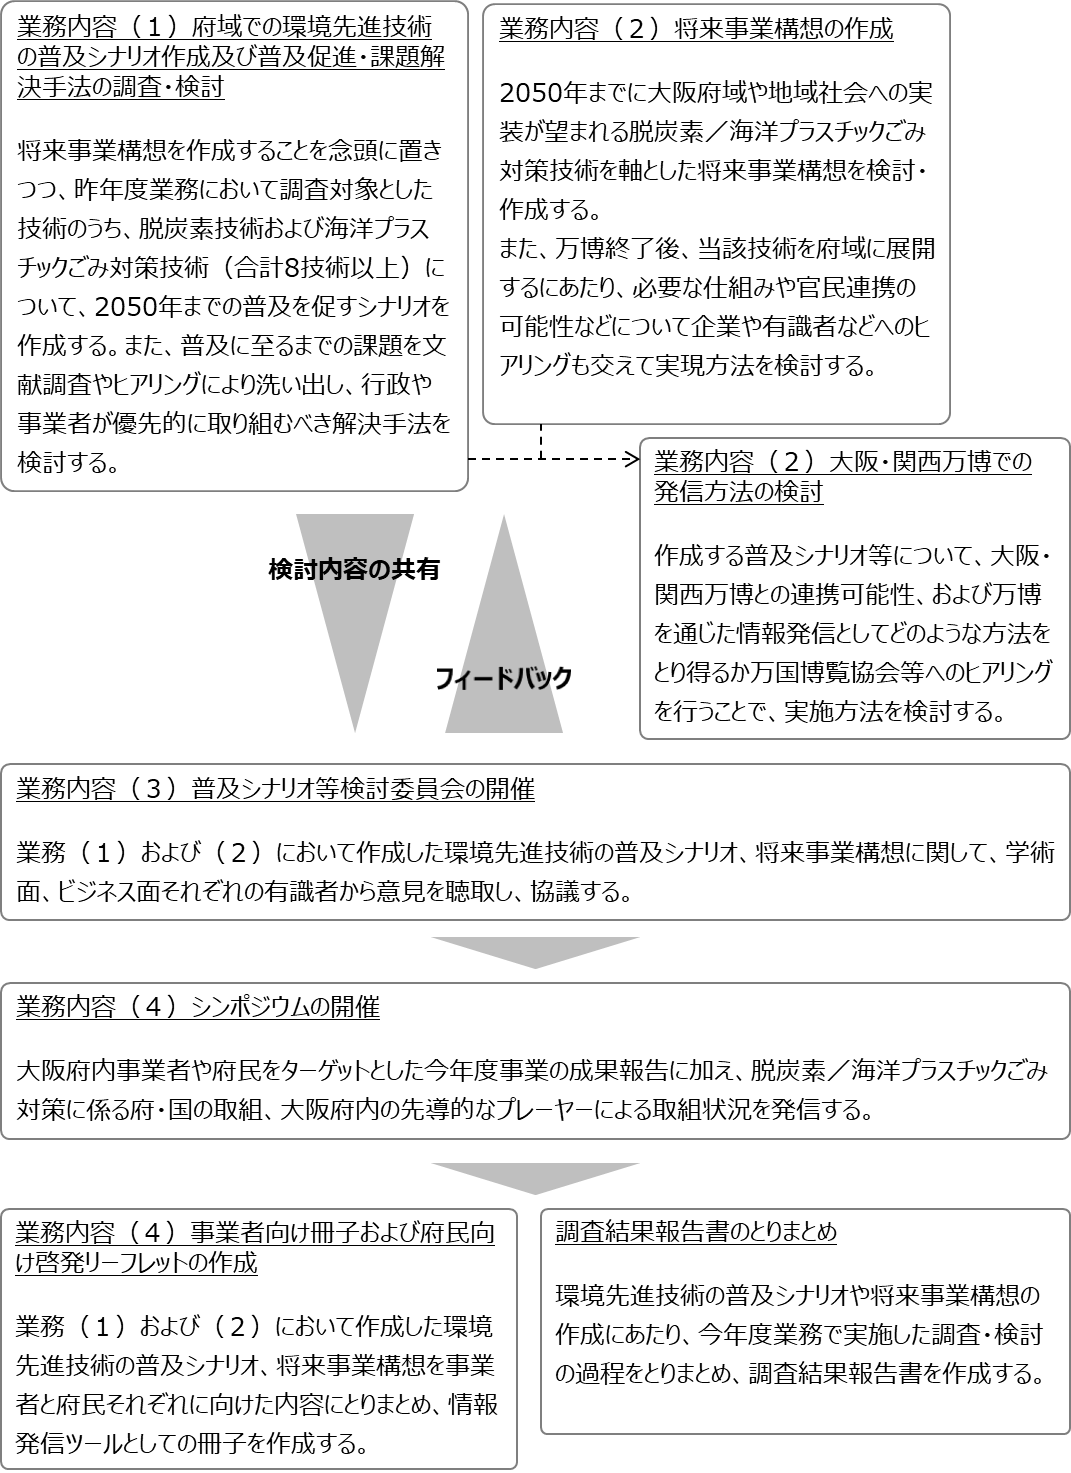 業務内容（１）府域での環境先進技術
の普及シナリオ作成及び普及促進・課題解
決手法の調査・検討
将来事業構想を作成することを念頭に置き
つつ、昨年度業務において調査対象とした
技術のうち、脱炭素技術および海洋プラス
チックごみ対策技術（合計8技術以上）に
ついて、2050年までの普及を促すシナリオを
作成する。また、普及に至るまでの課題を文
献調査やヒアリングにより洗い出し、行政や
事業者が優先的に取り組むべき解決手法を
検討する。
業務内容（２）将来事業構想の作成
2050年までに大阪府域や地域社会への実
装が望まれる脱炭素／海洋プラスチックごみ
対策技術を軸とした将来事業構想を検討・
作成する。
また、万博終了後、当該技術を府域に展開
するにあたり、必要な仕組みや官民連携の
可能性などについて企業や有識者などへのヒ
アリングも交えて実現方法を検討する。
業務内容（２）大阪・関西万博での
発信方法の検討
作成する普及シナリオ等について、大阪・
関西万博との連携可能性、および万博
を通じた情報発信としてどのような方法を
とり得るか万国博覧協会等へのヒアリング
を行うことで、実施方法を検討する。
検討内容の共有
フィードバック
業務内容（３）普及シナリオ等検討委員会の開催
業務（１）および（２）において作成した環境先進技術の普及シナリオ、将来事業構想に関して、学術
面、ビジネス面それぞれの有識者から意見を聴取し、協議する。
業務内容（４）シンポジウムの開催
大阪府内事業者や府民をターゲットとした今年度事業の成果報告に加え、脱炭素／海洋プラスチックごみ
対策に係る府・国の取組、大阪府内の先導的なプレーヤーによる取組状況を発信する。
業務内容（４）事業者向け冊子および府民向
け啓発リーフレットの作成
業務（１）および（２）において作成した環境
先進技術の普及シナリオ、将来事業構想を事業
者と府民それぞれに向けた内容にとりまとめ、情報
発信ツールとしての冊子を作成する。
調査結果報告書のとりまとめ
環境先進技術の普及シナリオや将来事業構想の
作成にあたり、今年度業務で実施した調査・検討
の過程をとりまとめ、調査結果報告書を作成する。